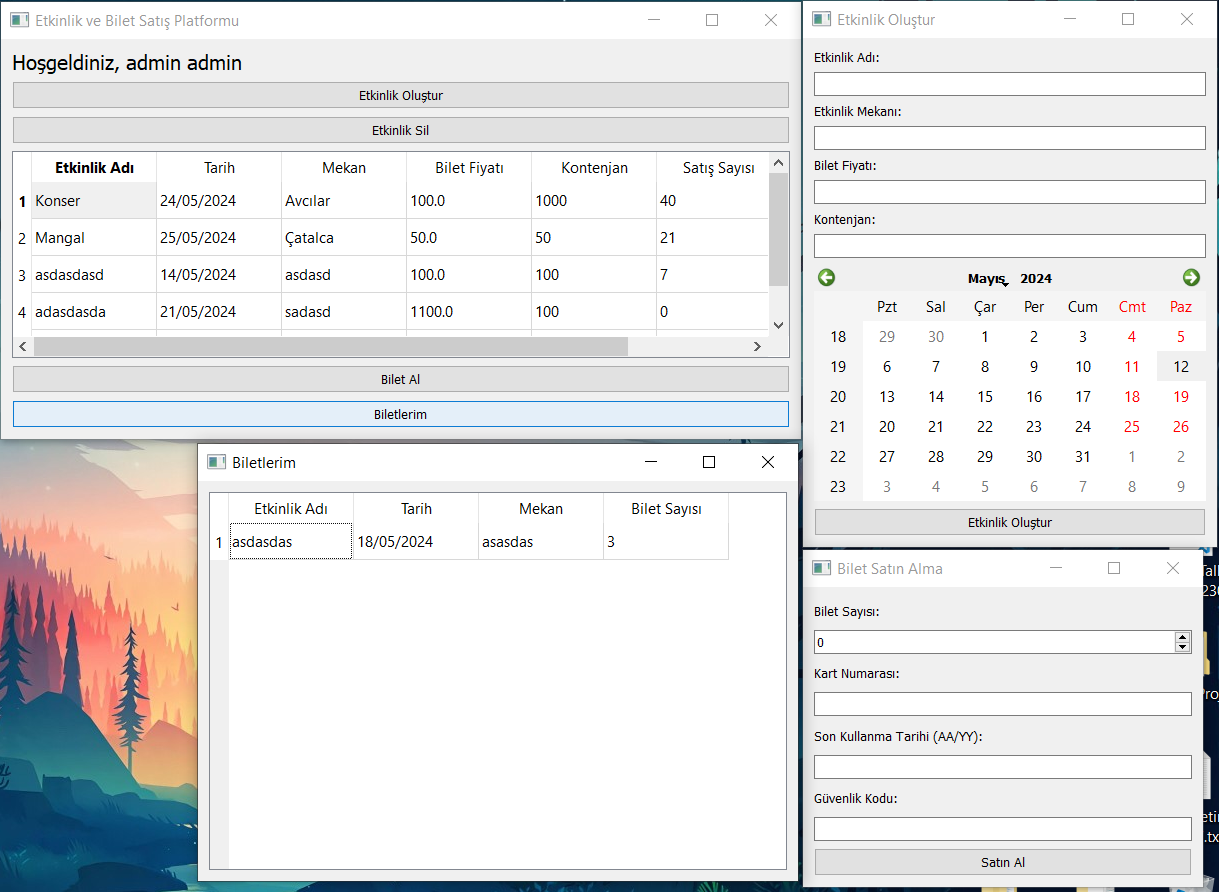 Etkinlik ve Bilet Satış Platformu
Hoşgeldiniz, admin admin
Etkinlik Oluştur
Etkinlik Sil
Etkinlik Adı Tarih Mekan Bilet Fiyatı Kontenjan Satış Sayısı
1 Konser 24/05/2024 Avcılar 100.0 1000 40
2 Mangal 25/05/2024 Çatalca 50.0 50 21
3 asdasdasd 14/05/2024 asdasd 100.0 100 7
4 adasdasda 21/05/2024 sadasd 1100.0 100 0
Bilet Al
Biletlerim
Etkinlik Oluştur
Etkinlik Adı:
Etkinlik Mekanı:
Bilet Fiyatı:
Kontenjan:
Mayıs 2024
Pzt Sal Çar Per Cum Cmt Paz
18 29 30 1 2 3 4 5
19 6 7 8 9 10 11 12
20 13 14 15 16 17 18 19
21 20 21 22 23 24 25 26
22 27 28 29 30 31 1 2
23 3 4 5 6 7 8 9
Etkinlik Oluştur
Biletlerim
Etkinlik Adı Tarih Mekan Bilet Sayısı
1 asdasdas 18/05/2024 asasdas 3
Bilet Satın Alma
Bilet Sayısı:
0
Kart Numarası:
Son Kullanma Tarihi (AA/YY):
Güvenlik Kodu:
Satın Al